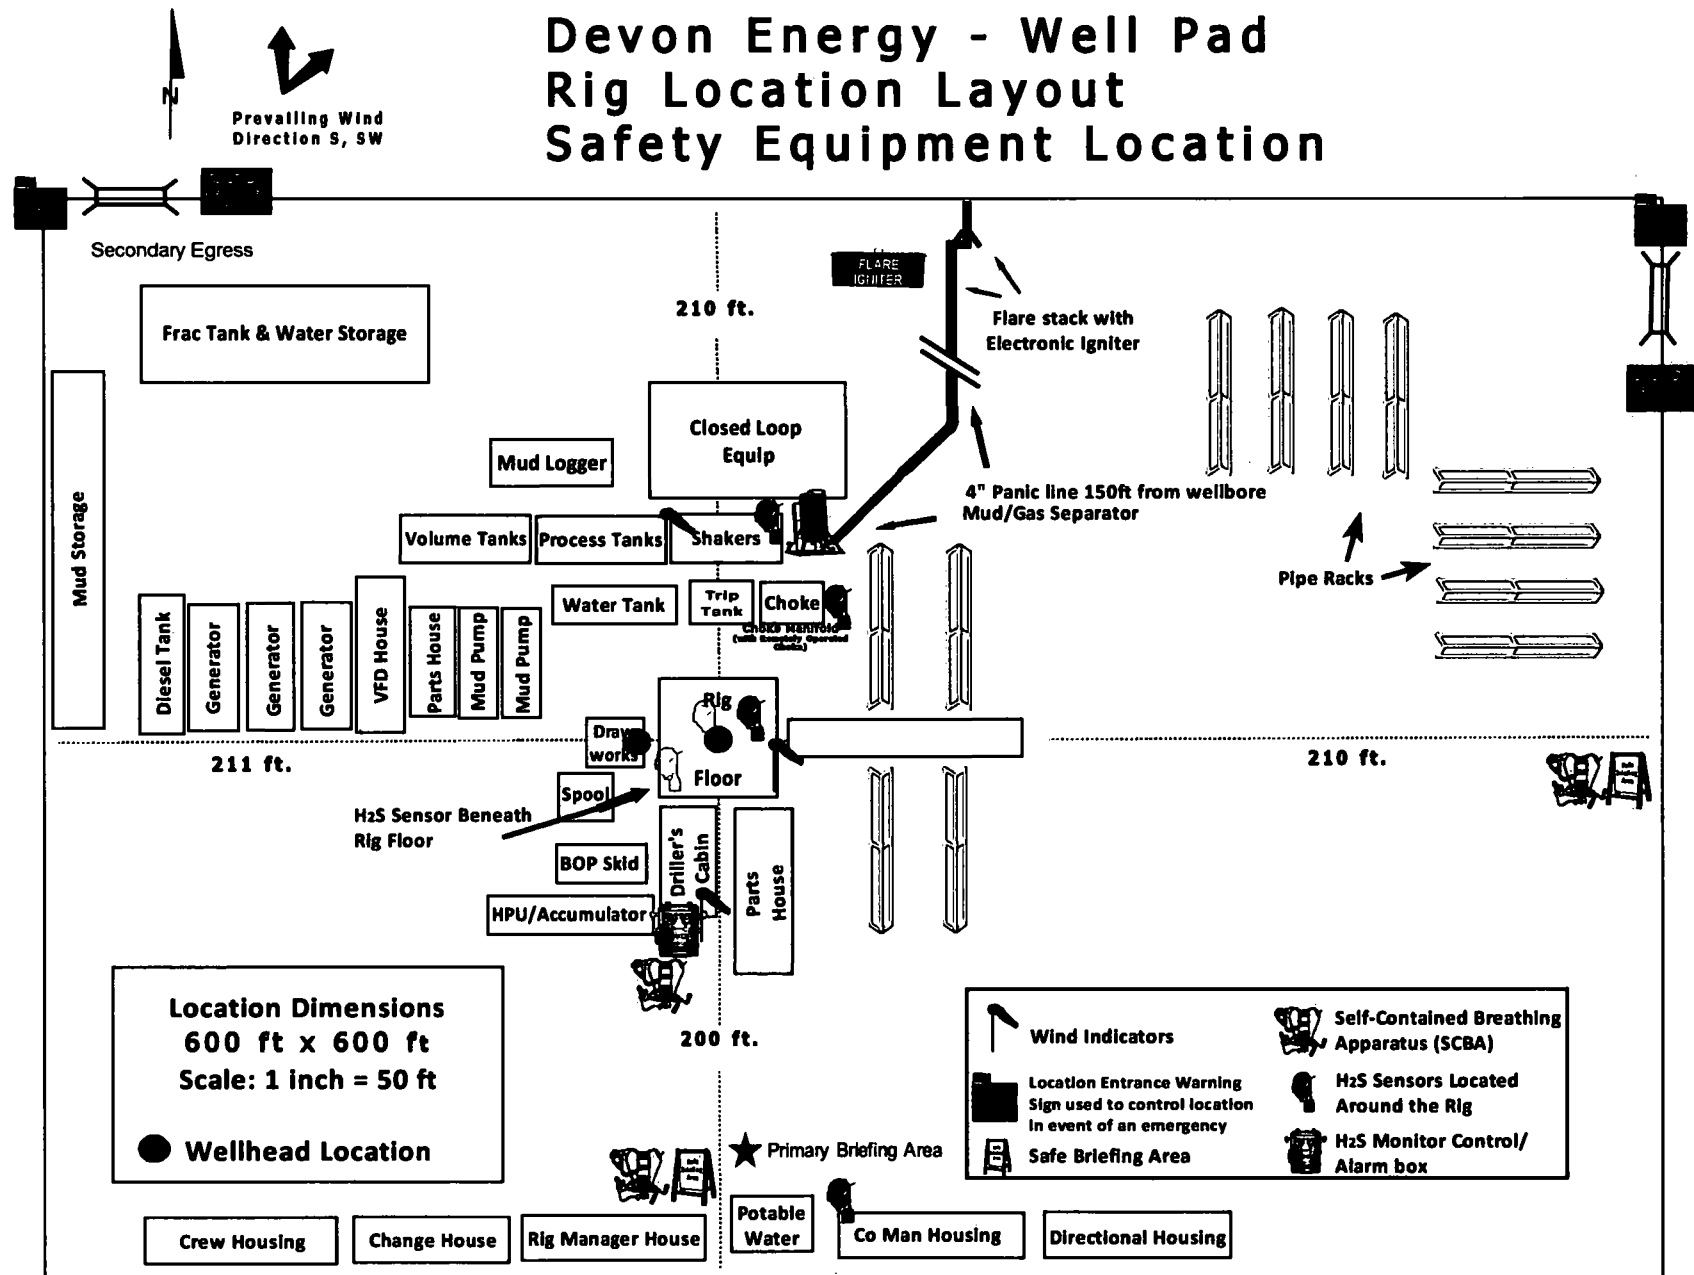 Devon Energy - Well Pad
Rig Location Layout
Safety Equipment Location
N
Prevailing Wind
Direction S, SW
Secondary Egress
FLARE
IGNITER
210 ft.
Flare stack with
Electronic Igniter
Frac Tank & Water Storage
Closed Loop
Equip
Mud Logger
4" Panic line 150ft from wellbore
Mud/Gas Separator
Mud Storage
Volume Tanks
Process Tanks
Shakers
Pipe Racks
Water Tank
Trip
Tank
Choke
Choke Manifold
(with Remotely Operated
Choke)
Diesel Tank
Generator
Generator
Generator
VFD House
Parts House
Mud Pump
Mud Pump
Rig
Floor
Draw
works
211 ft.
210 ft.
Spool
H2S Sensor Beneath
Rig Floor
Driller's
Cabin
Parts
House
BOP Skid
HPU/Accumulator
Location Dimensions
600 ft x 600 ft
Scale: 1 inch = 50 ft
Wellhead Location
200 ft.
Wind Indicators
Location Entrance Warning
Sign used to control location
in event of an emergency
Safe Briefing Area
Self-Contained Breathing
Apparatus (SCBA)
H2S Sensors Located
Around the Rig
H2S Monitor Control/
Alarm box
Primary Briefing Area
Crew Housing
Change House
Rig Manager House
Potable
Water
Co Man Housing
Directional Housing